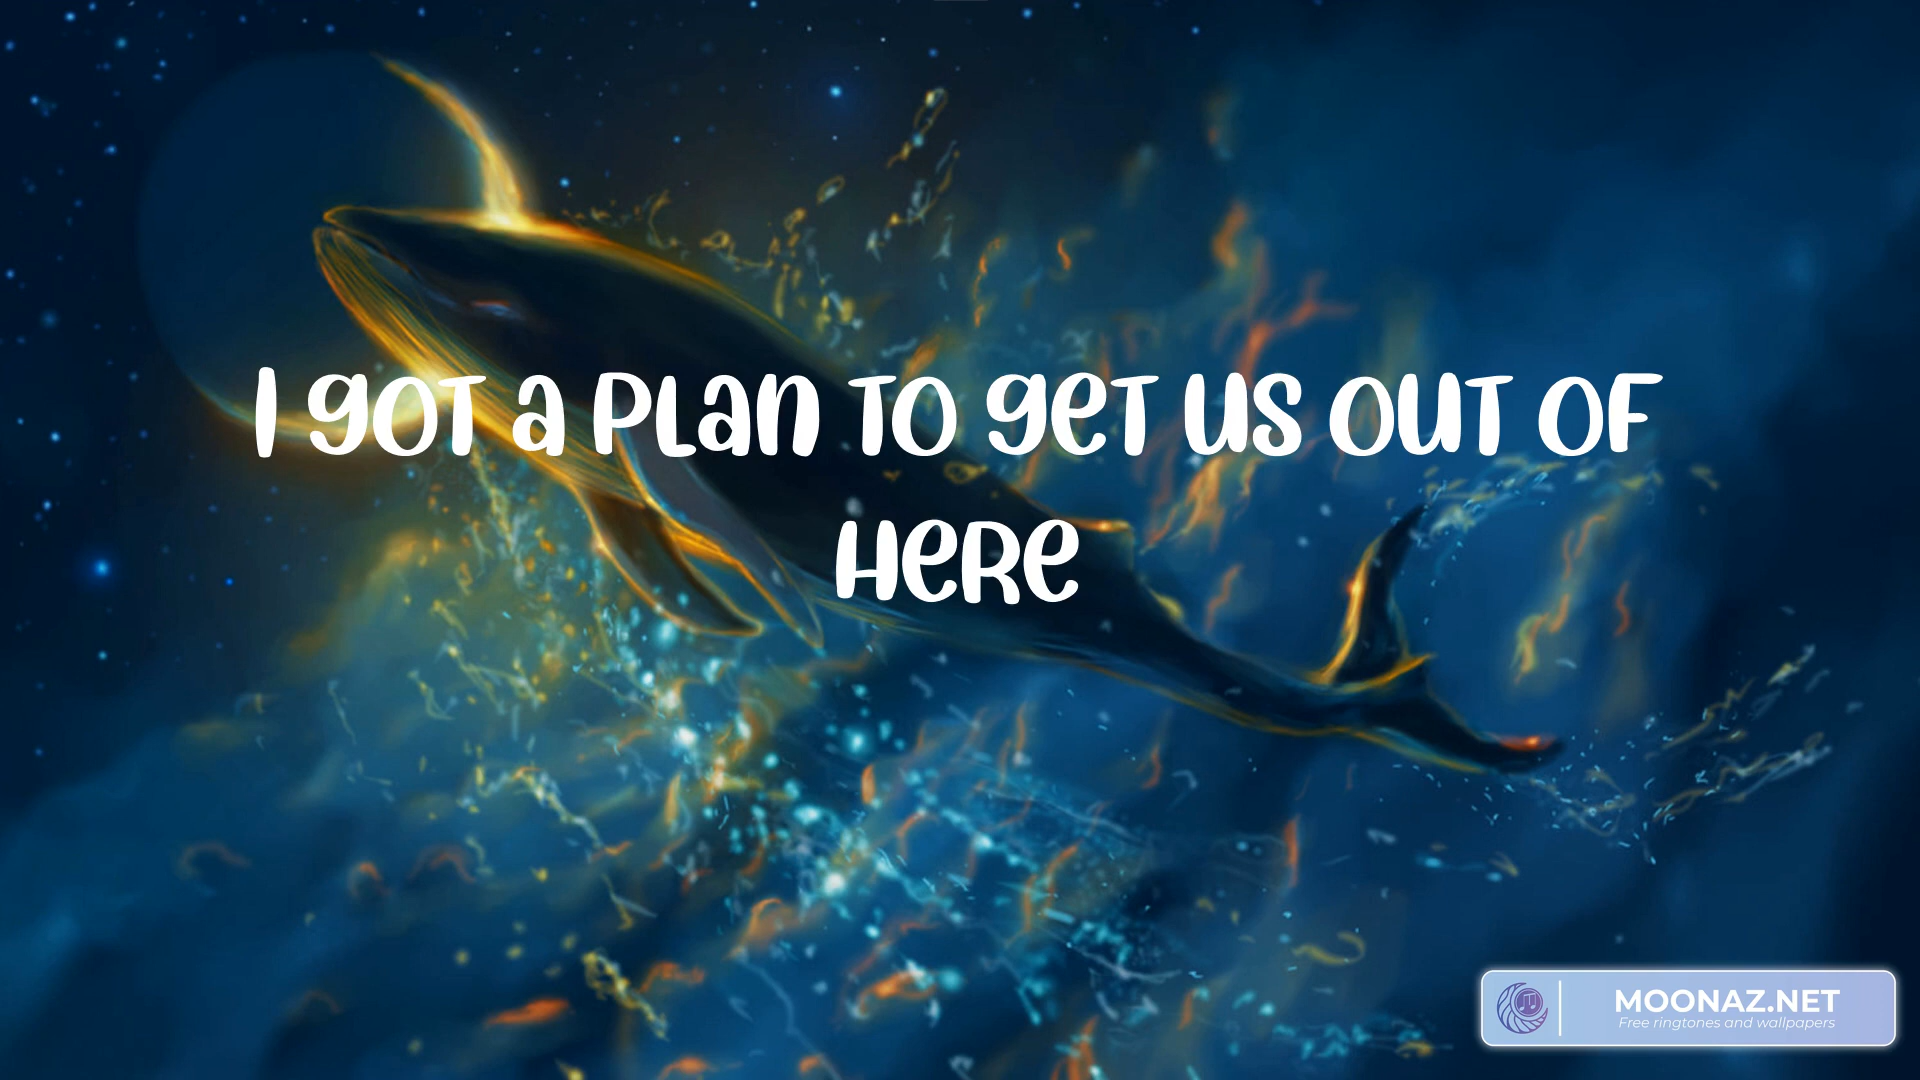 I GOT A PLAN TO GET US OUT OF
HERE
MOONAZ.NET
Free ringtones and wallpapers